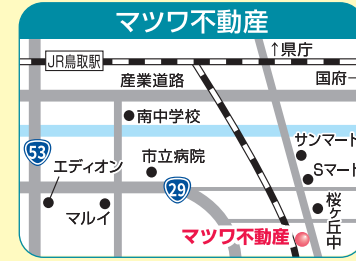 マツワ不動産
↑県庁
JR鳥取駅
産業道路
国府
南中学校
サンマート
53
エディオン
市立病院
Sマート
29
マルイ
桜ヶ丘中
マツワ不動産